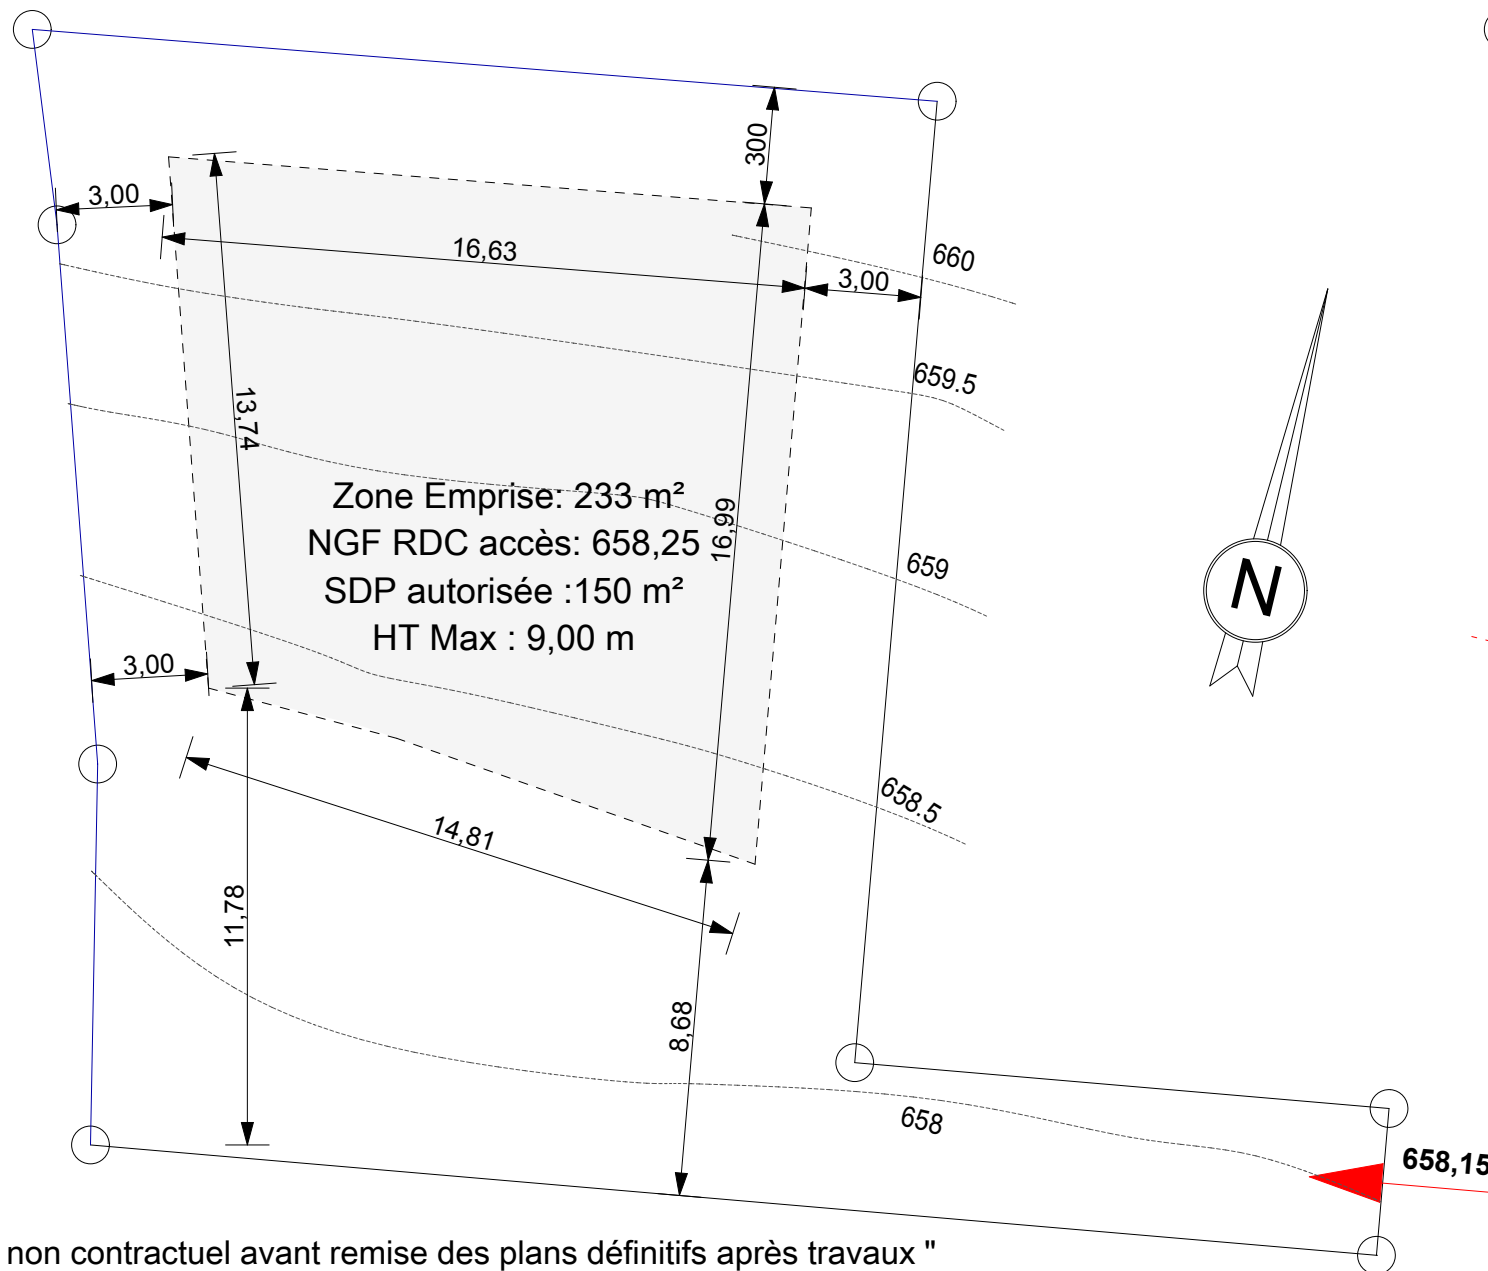 300
3,00
16,63
3,00
660
659.5
13,74
Zone Emprise: 233 m²
NGF RDC accès: 658,25
SDP autorisée :150 m²
HT Max : 9,00 m
16,99
659
N
3,00
658.5
14,81
11,78
8,68
658
658,15
non contractuel avant remise des plans définitifs après travaux "